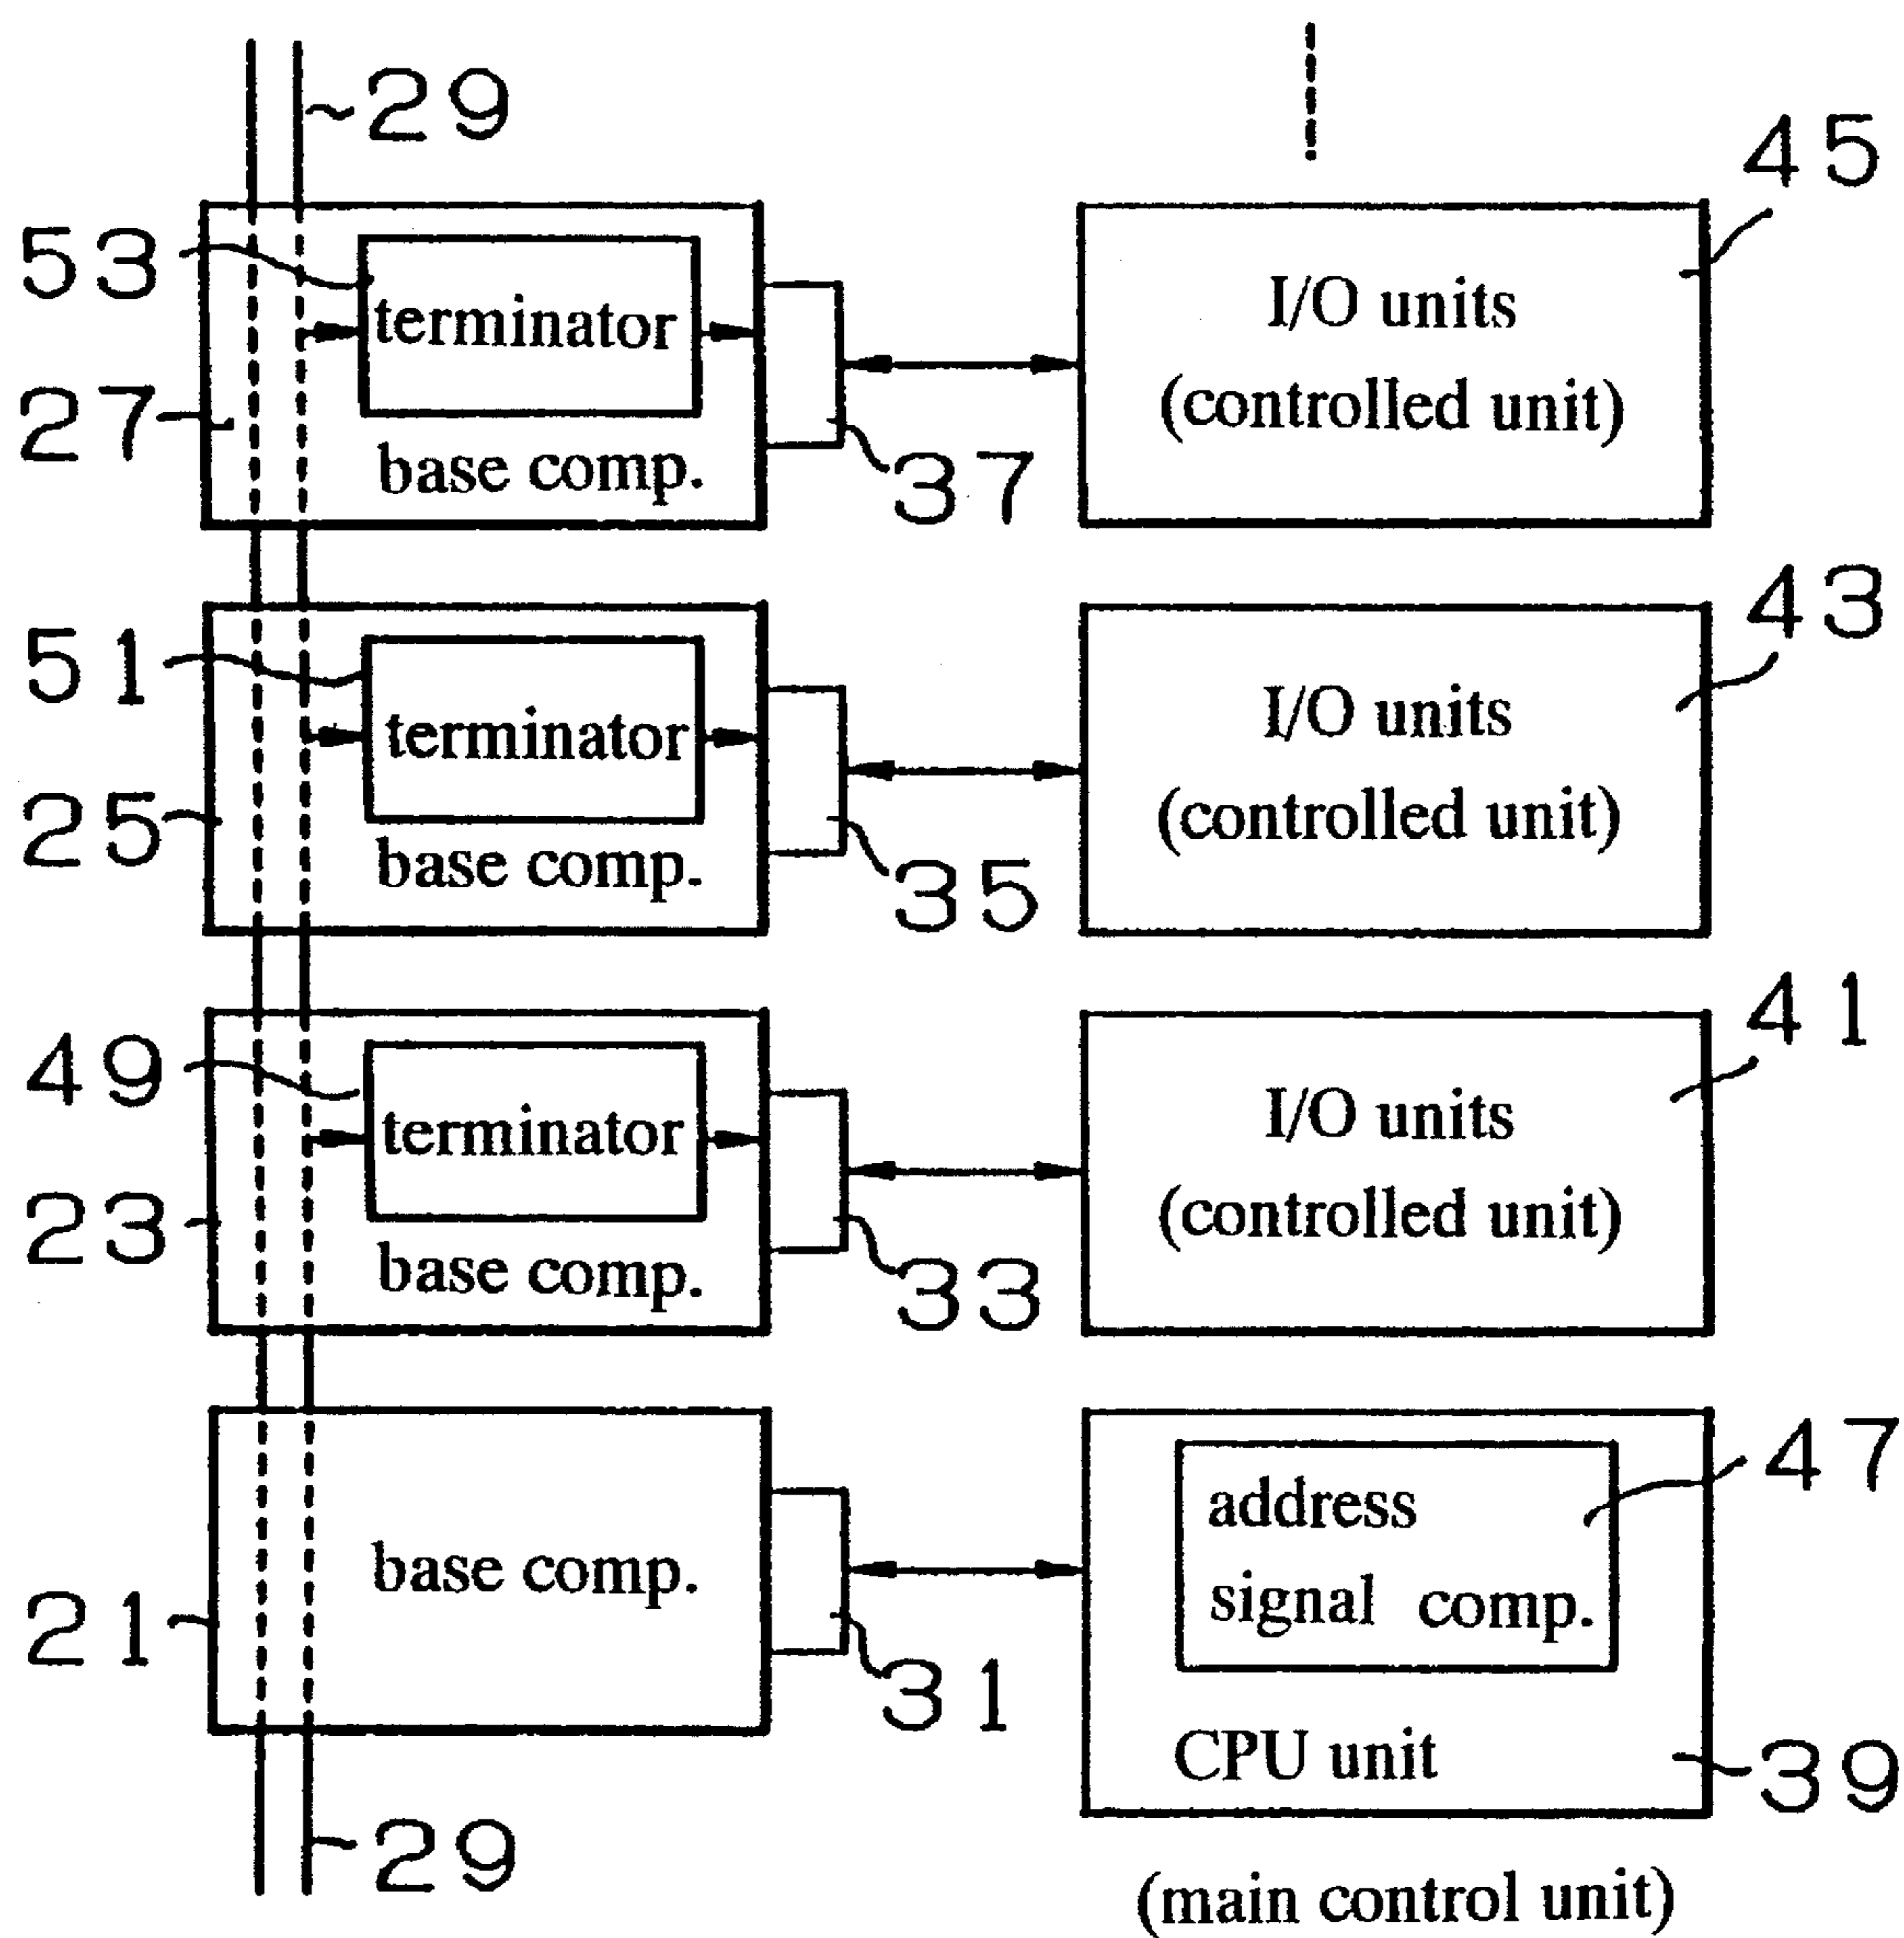 29
45
53
terminator
I/O units
(controlled unit)
27
base comp.
37
43
51
terminator
I/O units
(controlled unit)
25
base comp.
35
41
49
terminator
I/O units
(controlled unit)
23
base comp.
33
47
address
signal comp.
base comp.
21
31
CPU unit
39
29
(main control unit)